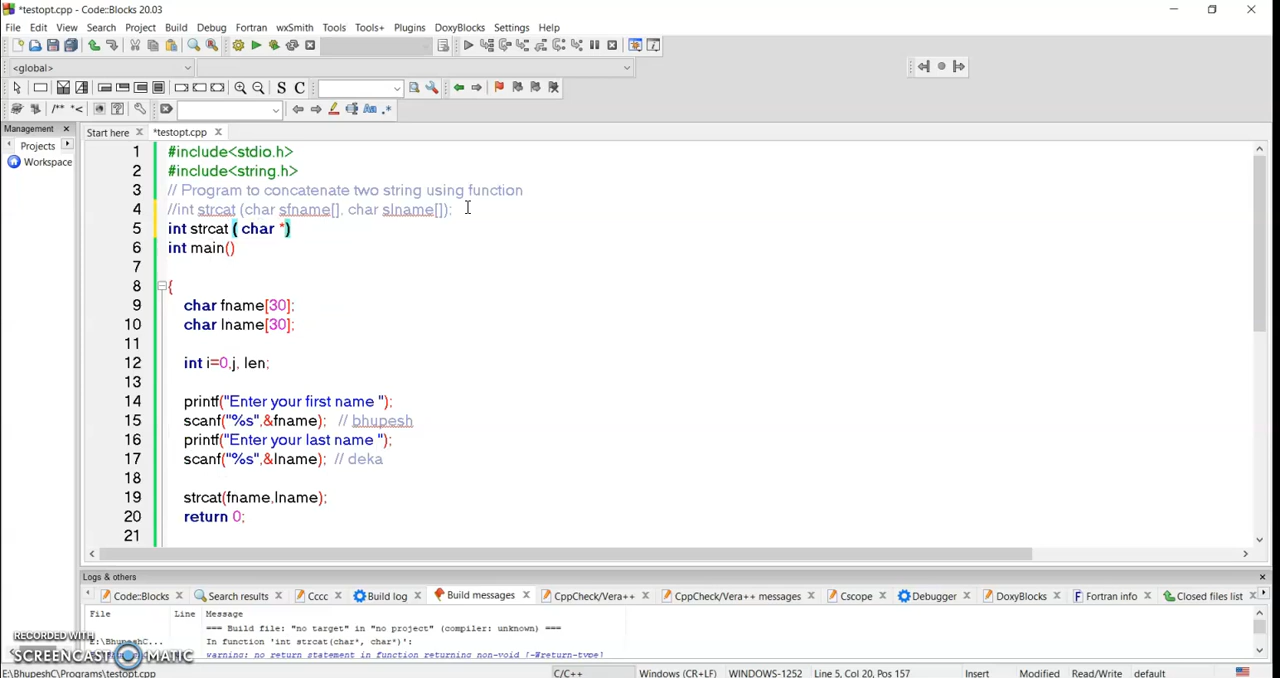 *testopt.cpp - Code::Blocks 20.03
File Edit View Search Project Build Debug Fortran wxSmith Tools Tools+ Plugins DoxyBlocks Settings Help
<global>
S C
/** *<
Aa .*
Management
Start here *testopt.cpp
Projects
Workspace
1 #include<stdio.h>
2 #include<string.h>
3 // Program to concatenate two string using function
4 //int strcat (char sfname[], char slname[]);
5 int strcat ( char *)
6 int main()
7
8 {
9 char fname[30];
10 char lname[30];
11
12 int i=0,j, len;
13
14 printf("Enter your first name ");
15 scanf("%s",&fname); // bhupesh
16 printf("Enter your last name ");
17 scanf("%s",&lname); // deka
18
19 strcat(fname,lname);
20 return 0;
21
Logs & others
Code::Blocks Search results Cccc Build log Build messages CppCheck/Vera++ CppCheck/Vera++ messages Cscope Debugger DoxyBlocks Fortran info Closed files list
File Line Message
=== Build file: "no target" in "no project" (compiler: unknown) ===
E:\BhupeshC... In function 'int strcat(char*, char*)':
warning: no return statement in function returning non-void [-Wreturn-type]
RECORDED WITH
SCREENCAST MATIC
E:\BhupeshC\Programs\testopt.cpp C/C++ Windows (CR+LF) WINDOWS-1252 Line 5, Col 20, Pos 157 Insert Modified Read/Write default